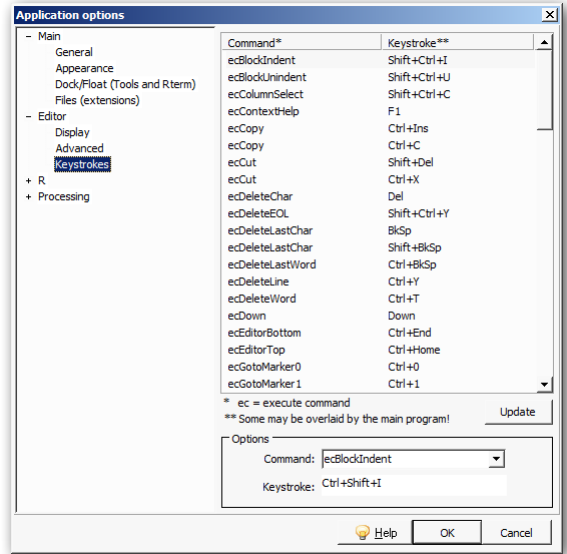 Application options
- Main
General
Appearance
Dock/Float (Tools and Rterm)
Files (extensions)
- Editor
Display
Advanced
Keystrokes
+ R
+ Processing
Command* Keystroke**
ecBlockIndent Shift+Ctrl+I
ecBlockUnindent Shift+Ctrl+U
ecColumnSelect Shift+Ctrl+C
ecContextHelp F1
ecCopy Ctrl+Ins
ecCopy Ctrl+C
ecCut Shift+Del
ecCut Ctrl+X
ecDeleteChar Del
ecDeleteEOL Shift+Ctrl+Y
ecDeleteLastChar BkSp
ecDeleteLastChar Shift+BkSp
ecDeleteLastWord Ctrl+BkSp
ecDeleteLine Ctrl+Y
ecDeleteWord Ctrl+T
ecDown Down
ecEditorBottom Ctrl+End
ecEditorTop Ctrl+Home
ecGotoMarker0 Ctrl+0
ecGotoMarker1 Ctrl+1
* ec = execute command
** Some may be overlaid by the main program!
Update
Options
Command: ecBlockIndent
Keystroke: Ctrl+Shift+I
Help OK Cancel